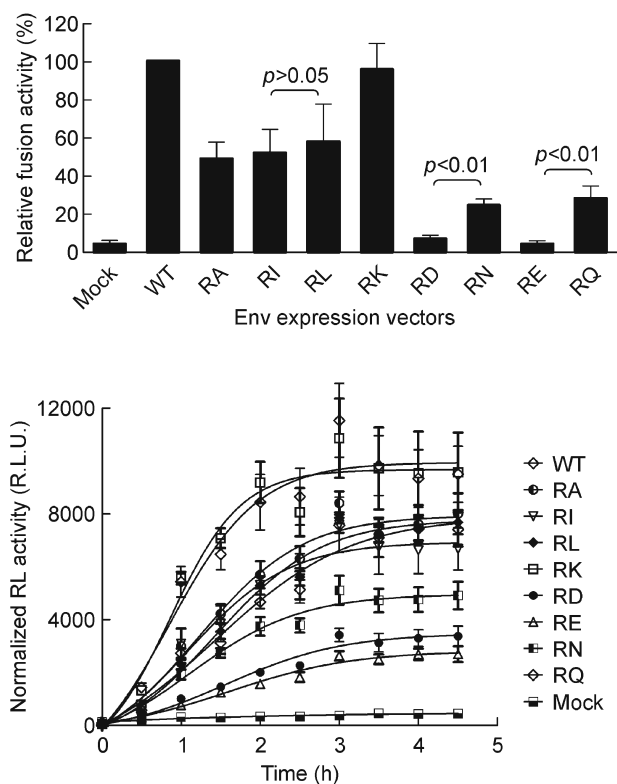 Relative fusion activity (%)
120
100
80
60
40
20
0
p>0.05
p<0.01
p<0.01
Mock WT RA RI RL RK RD RN RE RQ
Env expression vectors
Normalized RL activity (R.L.U.)
12000
8000
4000
0
0 1 2 3 4 5
Time (h)
WT
RA
RI
RL
RK
RD
RE
RN
RQ
Mock